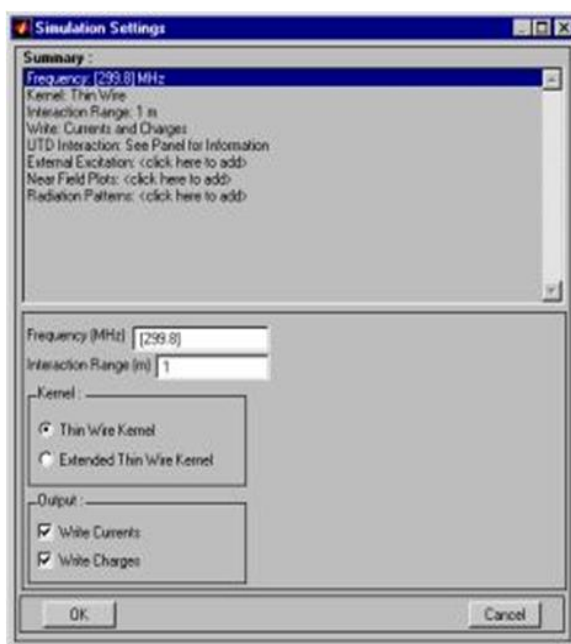 Simulation Settings
Summary :
Frequency: [299.8] MHz
Kernel: Thin Wire
Interaction Range: 1 m
Write: Currents and Charges
UTD Interaction: See Panel for Information
External Excitation: <click here to add>
Near Field Plots: <click here to add>
Radiation Patterns: <click here to add>
Frequency (MHz) [299.8]
Interaction Range (m) 1
Kernel :
Thin Wire Kernel
Extended Thin Wire Kernel
Output :
Write Currents
Write Charges
OK Cancel